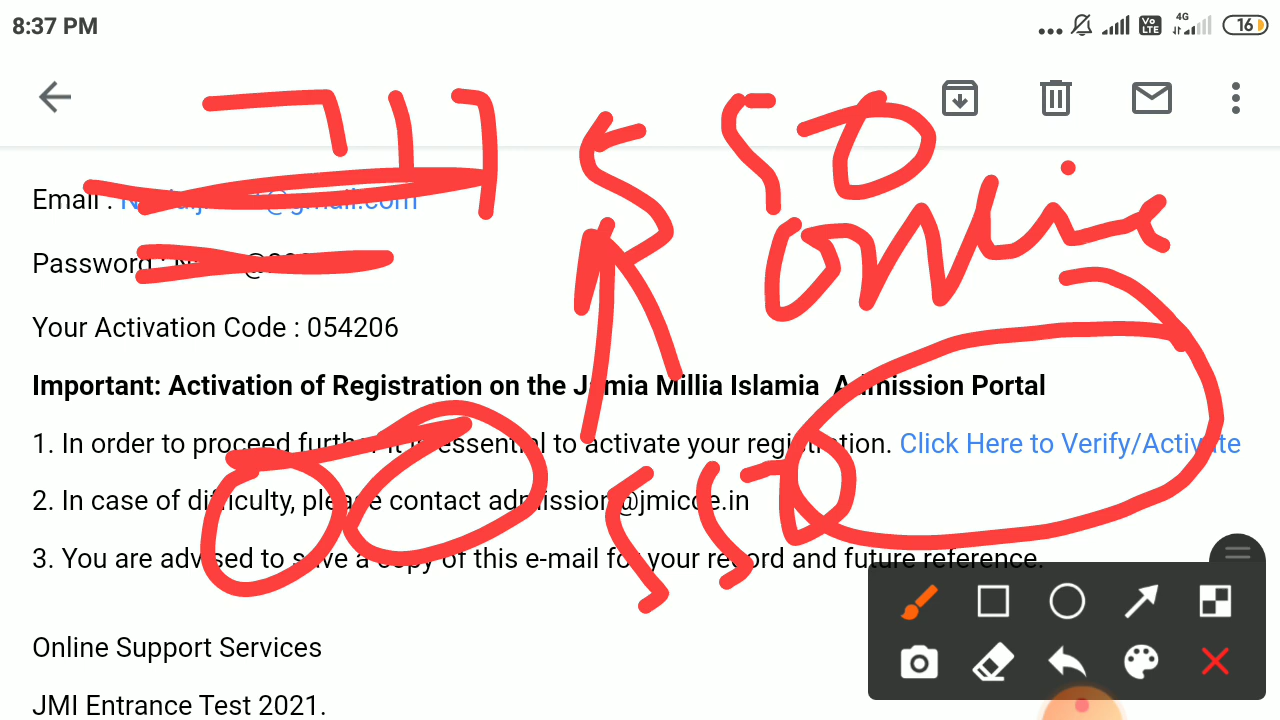 8:37 PM
VoLTE 4G 16
Email :
Password :
Your Activation Code : 054206
Important: Activation of Registration on the Jamia Millia Islamia Admission Portal
1. In order to proceed further it is essential to activate your registration. Click Here to Verify/Activate
2. In case of difficulty, please contact admission@jmicoe.in
3. You are advised to save a copy of this e-mail for your record and future reference.
Online Support Services
JMI Entrance Test 2021.